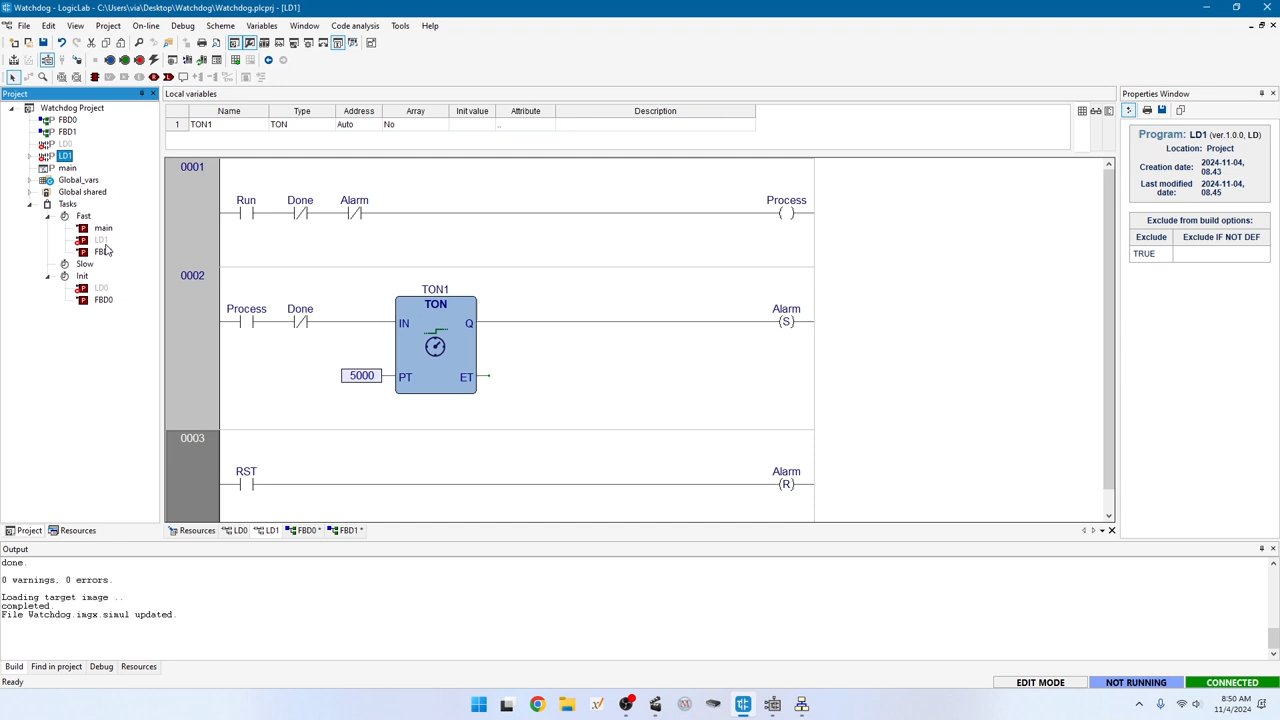 Watchdog - LogicLab - C:\Users\via\Desktop\Watchdog\Watchdog.plcprj - [LD1]
File Edit View Project On-line Debug Scheme Variables Window Code analysis Tools Help
Project
Watchdog Project
FBD0
FBD1
LD0
LD1
main
Global_vars
Global shared
Tasks
Fast
main
LD1
Slow
Init
LD0
FBD0
Project Resources
Local variables
Name Type Address Array Init value Attribute Description
1 TON1 TON Auto No ..
0001
Run Done Alarm Process
0002
TON1
TON
Process Done IN Q Alarm
(S)
5000 PT ET
0003
RST Alarm
(R)
Resources LD0 LD1 FBD0 * FBD1 *
Properties Window
Program: LD1 (ver.1.0.0, LD)
Location: Project
Creation date: 2024-11-04, 08.43
Last modified date: 2024-11-04, 08.45
Exclude from build options:
Exclude Exclude IF NOT DEF
TRUE
Output
done.
0 warnings, 0 errors.
Loading target image ..
completed.
File Watchdog.imgx.simul updated.
Build Find in project Debug Resources
Ready
EDIT MODE NOT RUNNING CONNECTED
8:50 AM
11/4/2024